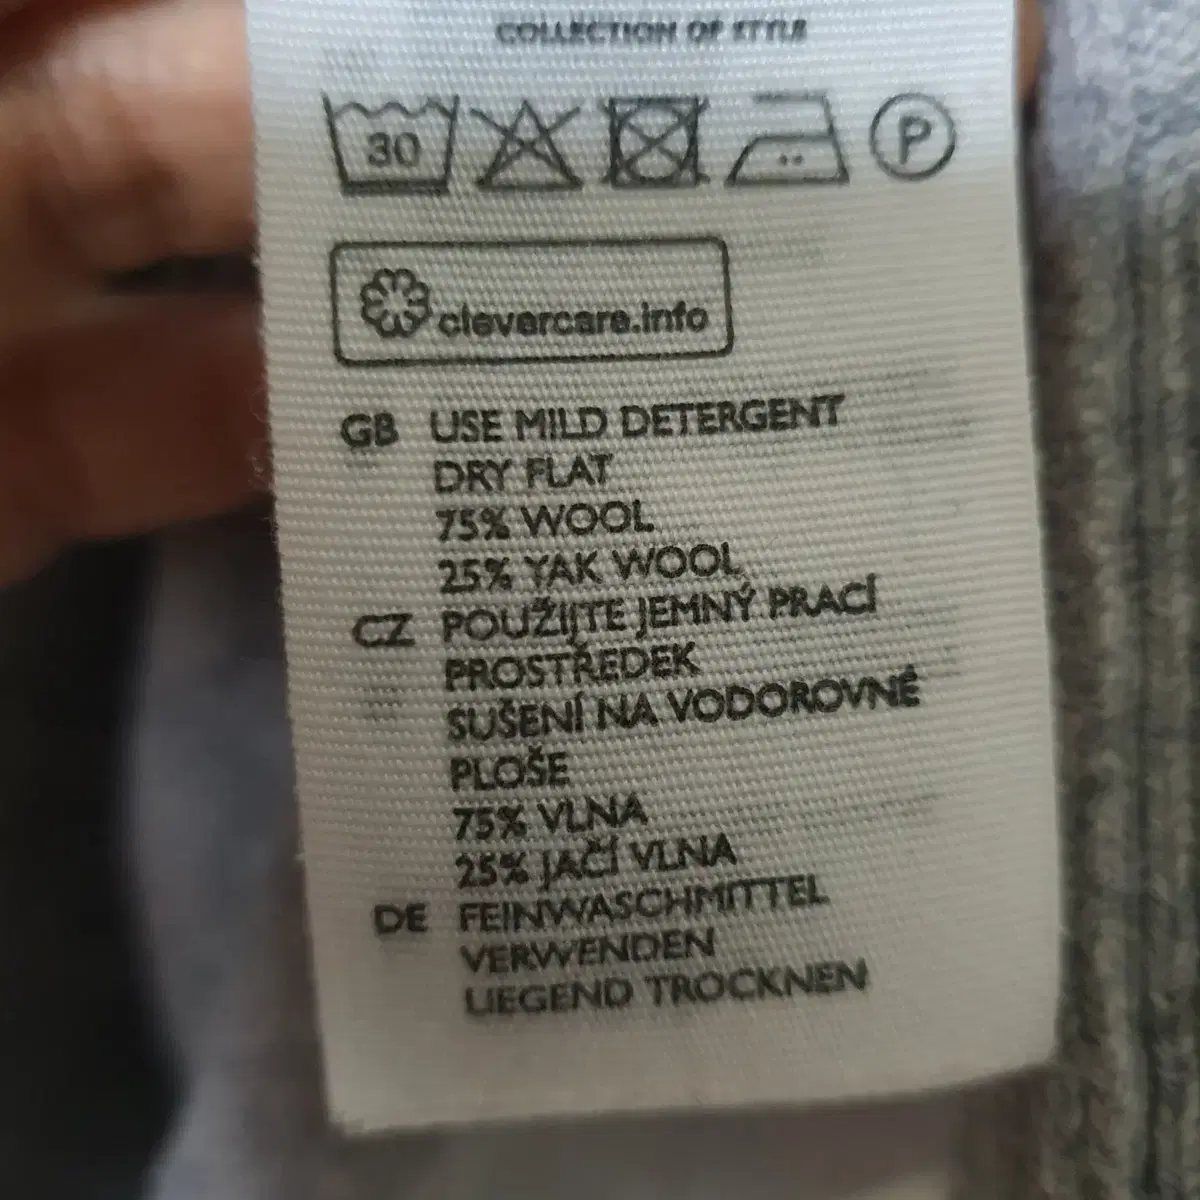 COLLECTION OF STYLE
30
P
clevercare.info
GB USE MILD DETERGENT
DRY FLAT
75% WOOL
25% YAK WOOL
CZ POUŽIJTE JEMNÝ PRACÍ
PROSTŘEDEK
SUŠENÍ NA VODOROVNÉ
PLOŠE
75% VLNA
25% JAČÍ VLNA
DE FEINWASCHMITTEL
VERWENDEN
LIEGEND TROCKNEN